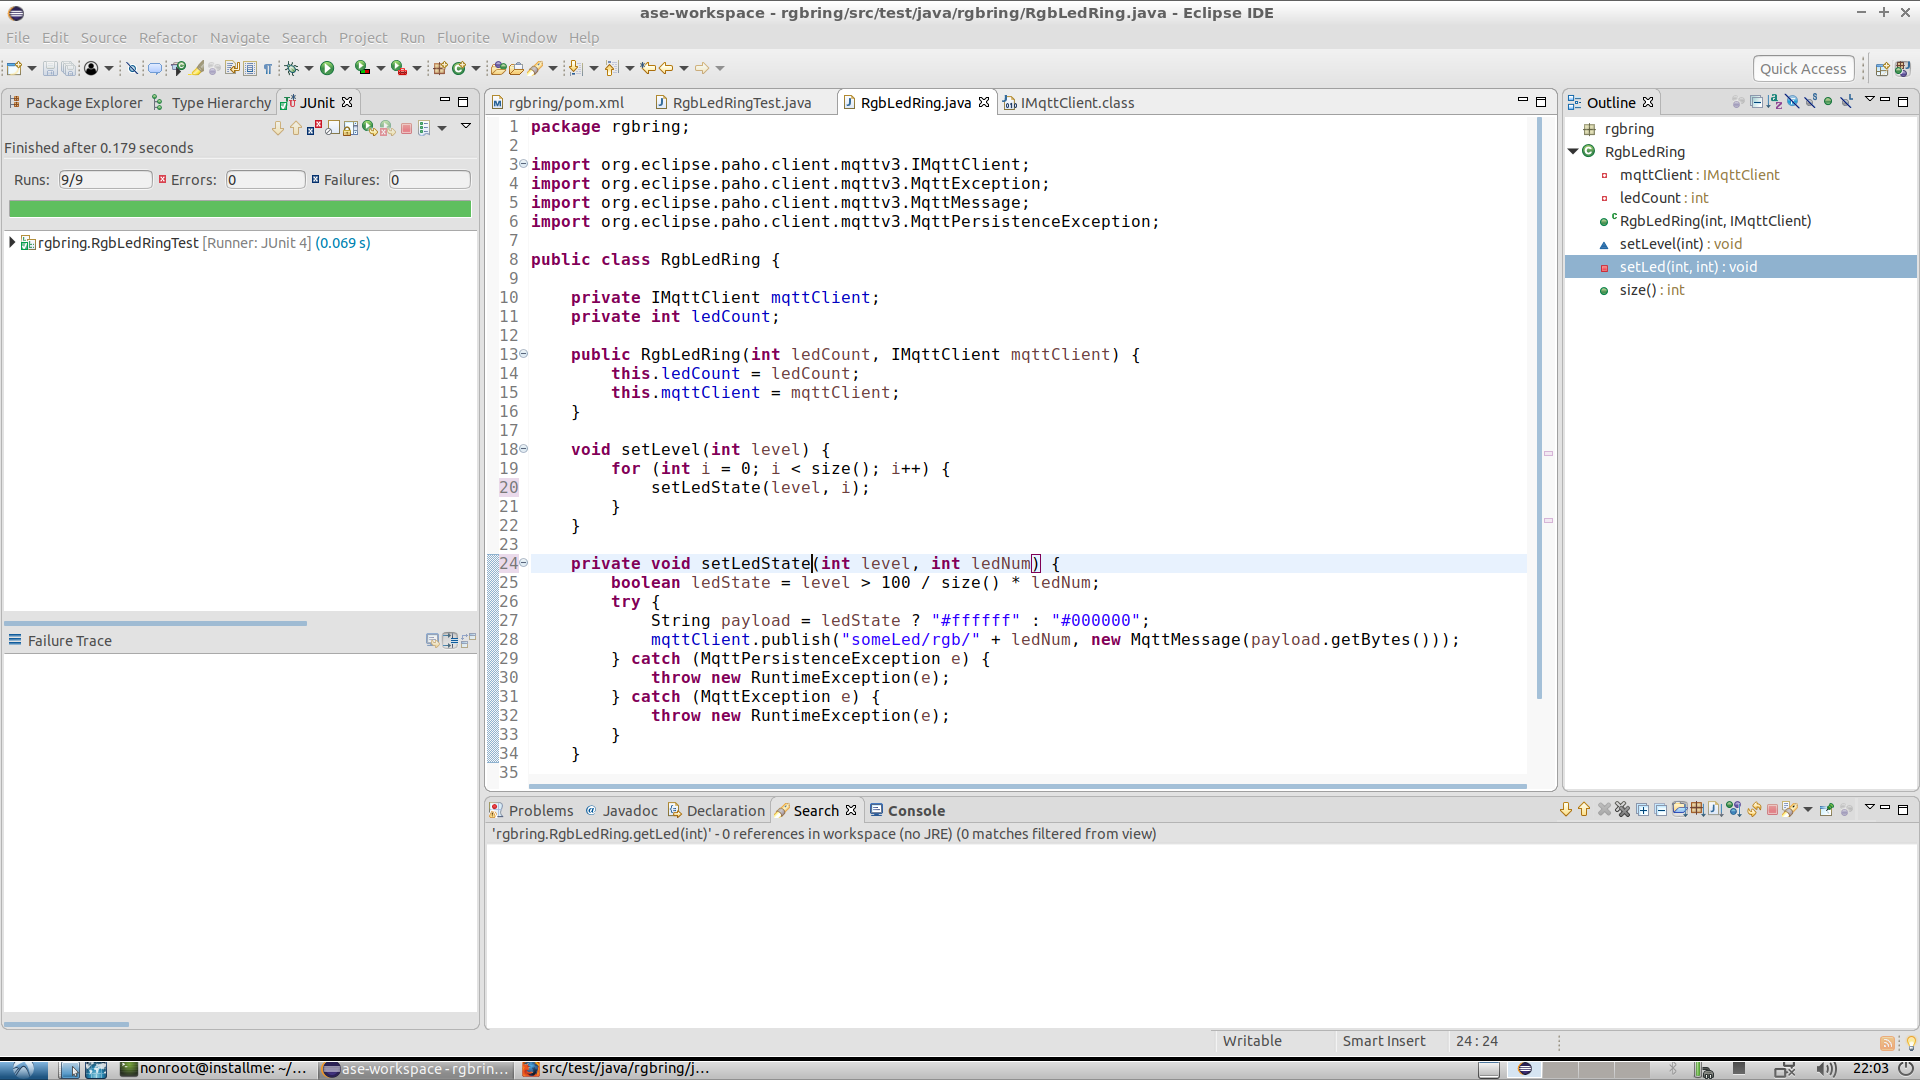 ase-workspace - rgbring/src/test/java/rgbring/RgbLedRing.java - Eclipse IDE
File Edit Source Refactor Navigate Search Project Run Fluorite Window Help
Quick Access
Package Explorer Type Hierarchy JUnit
Finished after 0.179 seconds
Runs: 9/9 Errors: 0 Failures: 0
rgbring.RgbLedRingTest [Runner: JUnit 4] (0.069 s)
Failure Trace
rgbring/pom.xml RgbLedRingTest.java RgbLedRing.java IMqttClient.class
1 package rgbring;
2
3 import org.eclipse.paho.client.mqttv3.IMqttClient;
4 import org.eclipse.paho.client.mqttv3.MqttException;
5 import org.eclipse.paho.client.mqttv3.MqttMessage;
6 import org.eclipse.paho.client.mqttv3.MqttPersistenceException;
7
8 public class RgbLedRing {
9
10 private IMqttClient mqttClient;
11 private int ledCount;
12
13 public RgbLedRing(int ledCount, IMqttClient mqttClient) {
14 this.ledCount = ledCount;
15 this.mqttClient = mqttClient;
16 }
17
18 void setLevel(int level) {
19 for (int i = 0; i < size(); i++) {
20 setLedState(level, i);
21 }
22 }
23
24 private void setLedState(int level, int ledNum) {
25 boolean ledState = level > 100 / size() * ledNum;
26 try {
27 String payload = ledState ? "#ffffff" : "#000000";
28 mqttClient.publish("someLed/rgb/" + ledNum, new MqttMessage(payload.getBytes()));
29 } catch (MqttPersistenceException e) {
30 throw new RuntimeException(e);
31 } catch (MqttException e) {
32 throw new RuntimeException(e);
33 }
34 }
35
Outline
rgbring
RgbLedRing
mqttClient : IMqttClient
ledCount : int
RgbLedRing(int, IMqttClient)
setLevel(int) : void
setLed(int, int) : void
size() : int
Problems Javadoc Declaration Search Console
'rgbring.RgbLedRing.getLed(int)' - 0 references in workspace (no JRE) (0 matches filtered from view)
Writable Smart Insert 24 : 24
nonroot@installme: ~/... ase-workspace - rgbrin... src/test/java/rgbring/j... 22:03